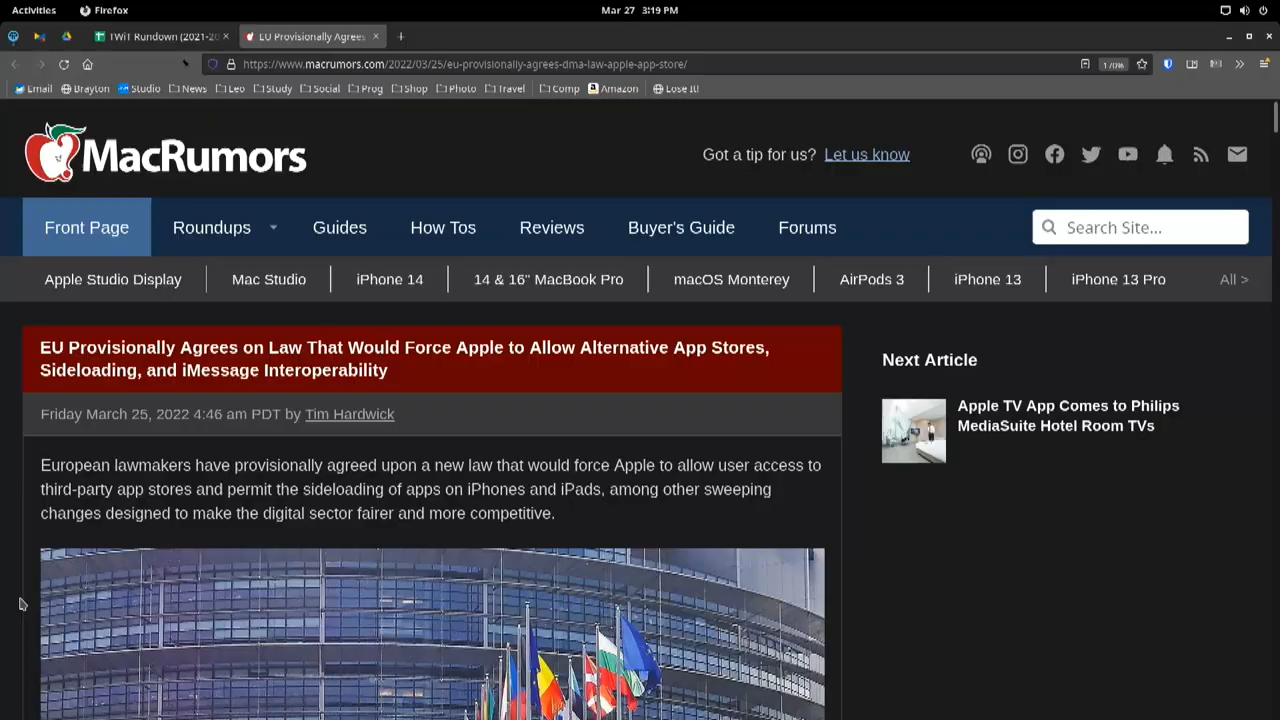 Activities Firefox Mar 27 3:19 PM
TWiT Rundown (2021-20 × EU Provisionally Agrees × +
https://www.macrumors.com/2022/03/25/eu-provisionally-agrees-dma-law-apple-app-store/ 170%
Email Brayton Studio News Leo Study Social Prog Shop Photo Travel Comp Amazon Lose It!
MacRumors
Got a tip for us? Let us know
Front Page Roundups Guides How Tos Reviews Buyer's Guide Forums Search Site...
Apple Studio Display Mac Studio iPhone 14 14 & 16" MacBook Pro macOS Monterey AirPods 3 iPhone 13 iPhone 13 Pro All >
EU Provisionally Agrees on Law That Would Force Apple to Allow Alternative App Stores,
Sideloading, and iMessage Interoperability
Friday March 25, 2022 4:46 am PDT by Tim Hardwick
European lawmakers have provisionally agreed upon a new law that would force Apple to allow user access to
third-party app stores and permit the sideloading of apps on iPhones and iPads, among other sweeping
changes designed to make the digital sector fairer and more competitive.
Next Article
Apple TV App Comes to Philips
MediaSuite Hotel Room TVs